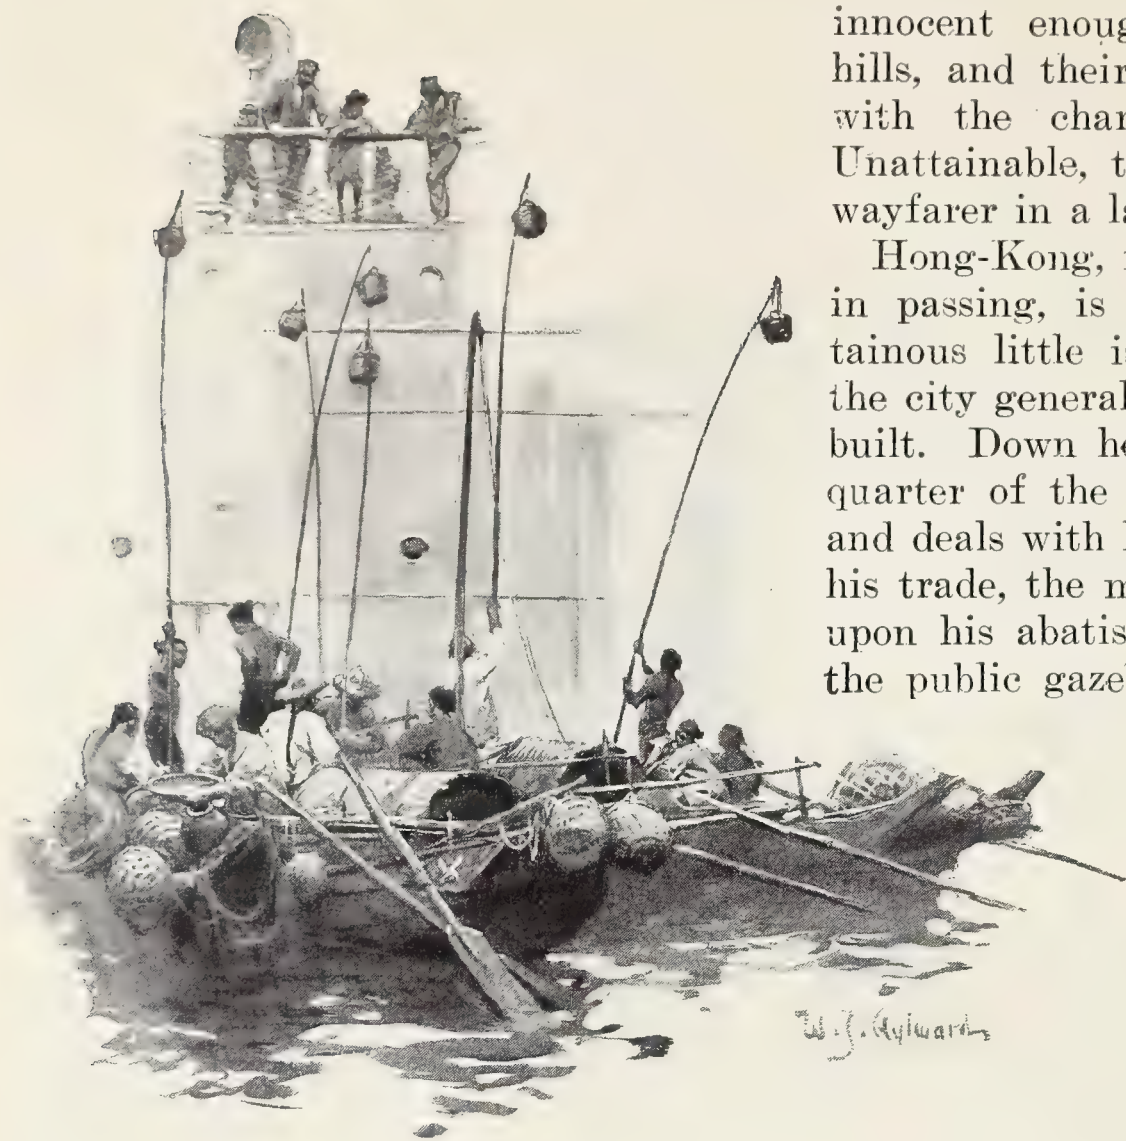 innocent enoug
hills, and their
with the char
Unattainable, t
wayfarer in a la
Hong-Kong, r
in passing, is
tainous little is
the city general
built. Down he
quarter of the
and deals with l
his trade, the m
upon his abatis
the public gaze
W. J. Aylward